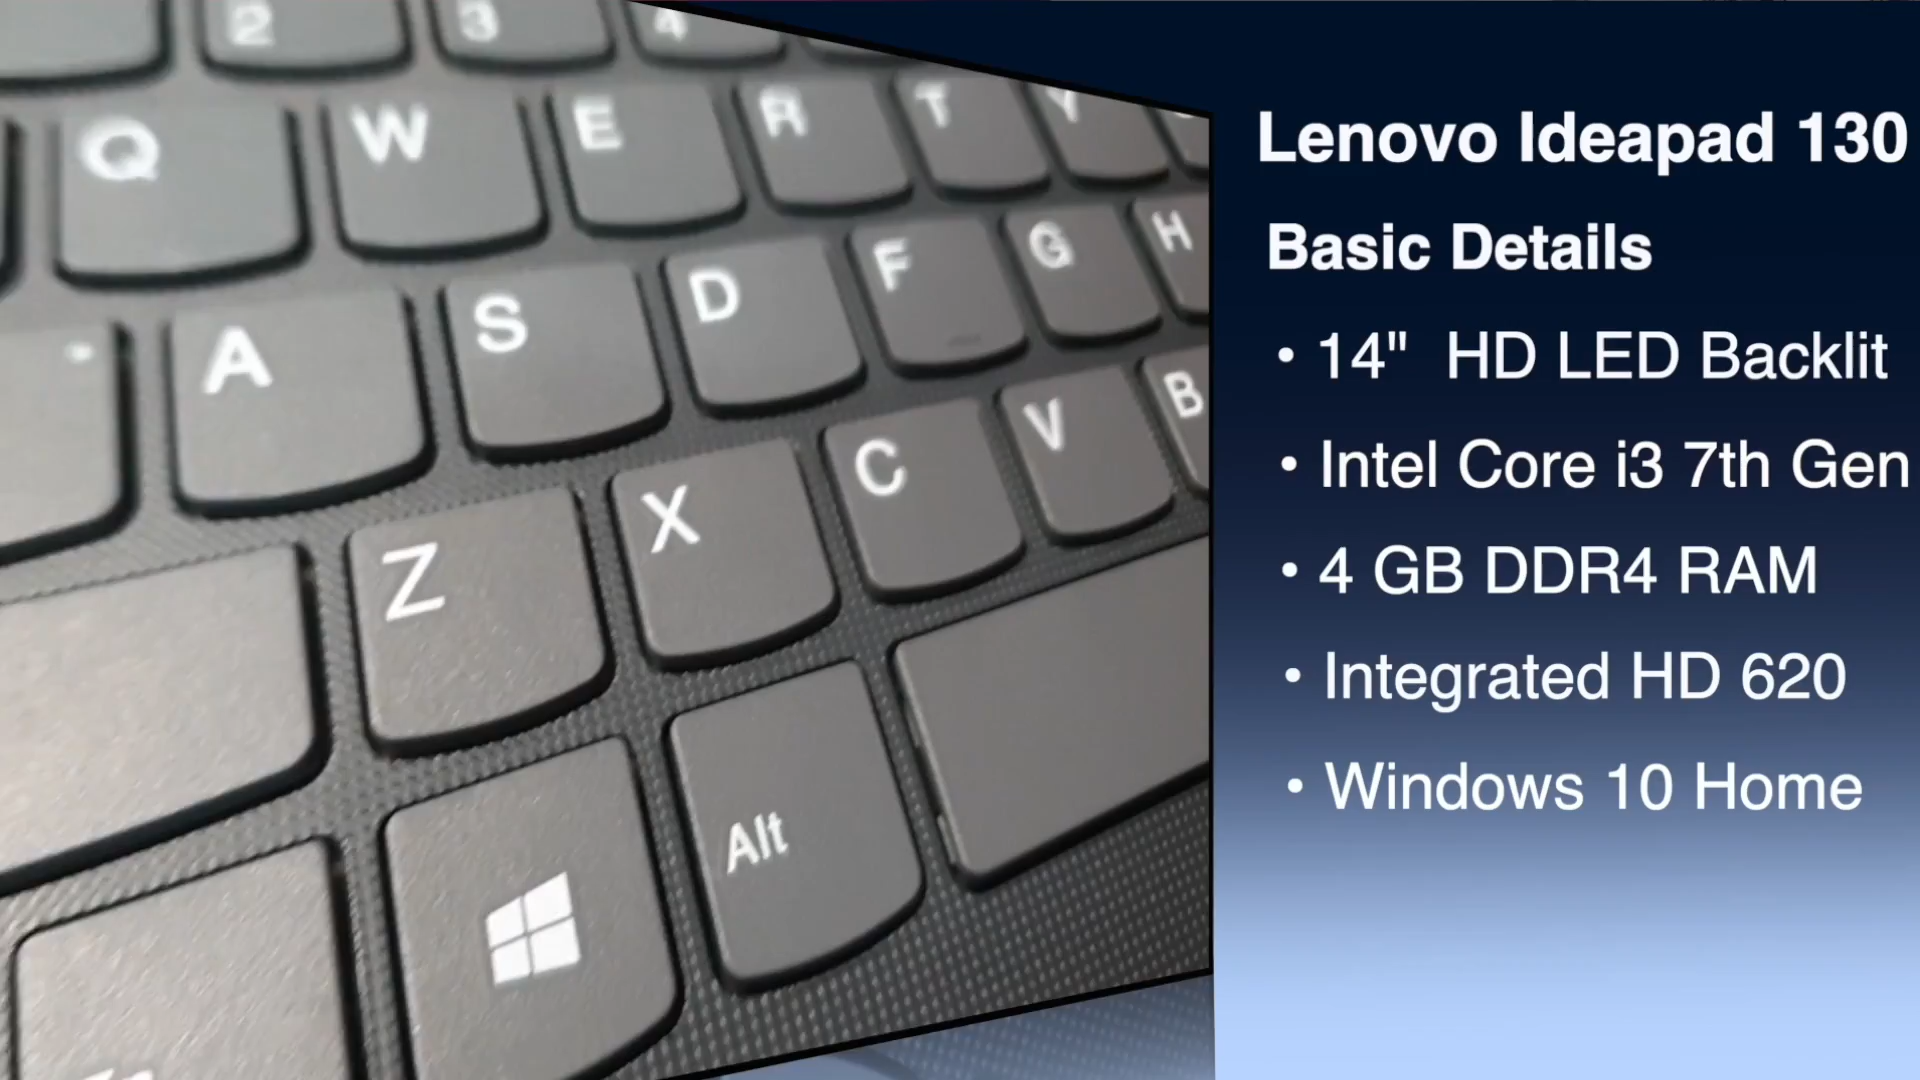 2 3 4
Q W E R T Y
A S D F G H
Z X C V B
Alt
Lenovo Ideapad 130
Basic Details
• 14" HD LED Backlit
• Intel Core i3 7th Gen
• 4 GB DDR4 RAM
• Integrated HD 620
• Windows 10 Home